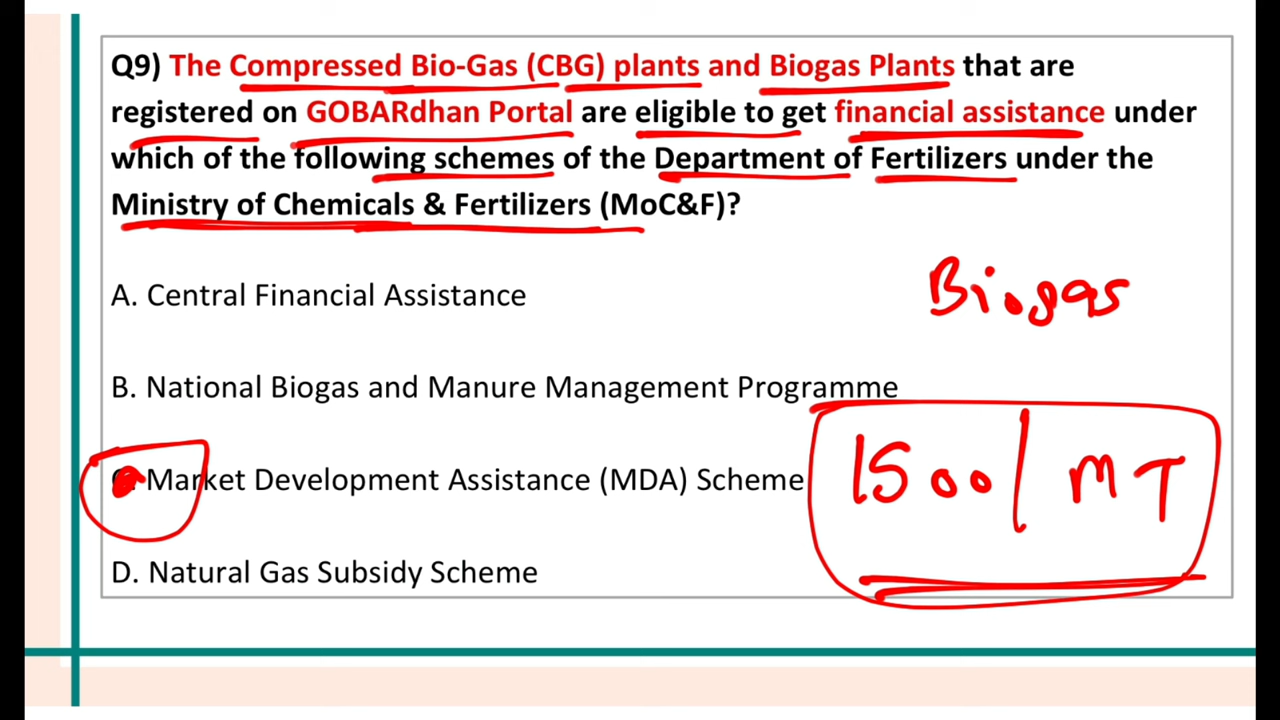 Q9) The Compressed Bio-Gas (CBG) plants and Biogas Plants that are
registered on GOBARdhan Portal are eligible to get financial assistance under
which of the following schemes of the Department of Fertilizers under the
Ministry of Chemicals & Fertilizers (MoC&F)?
A. Central Financial Assistance
Biogas
B. National Biogas and Manure Management Programme
C. Market Development Assistance (MDA) Scheme
1500/ MT
D. Natural Gas Subsidy Scheme